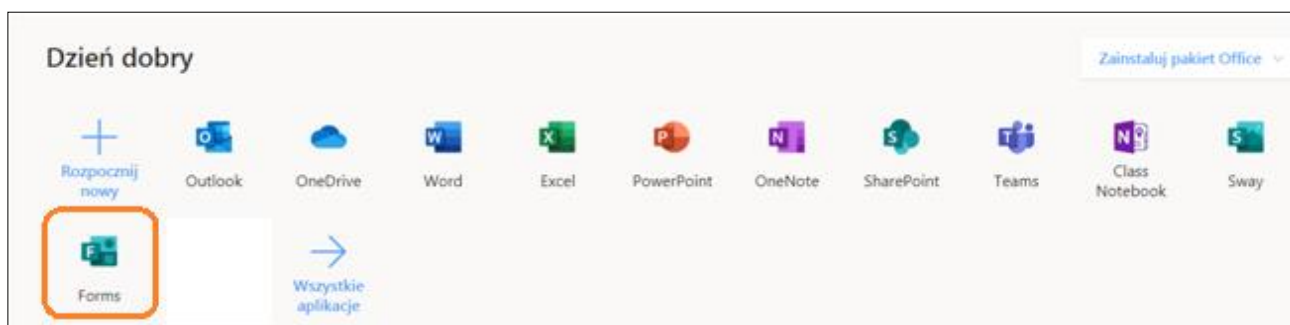 Dzień dobry
Zainstaluj pakiet Office
Rozpocznij
nowy
Outlook
OneDrive
Word
Excel
PowerPoint
OneNote
SharePoint
Teams
Class
Notebook
Sway
Forms
Wszystkie
aplikacje